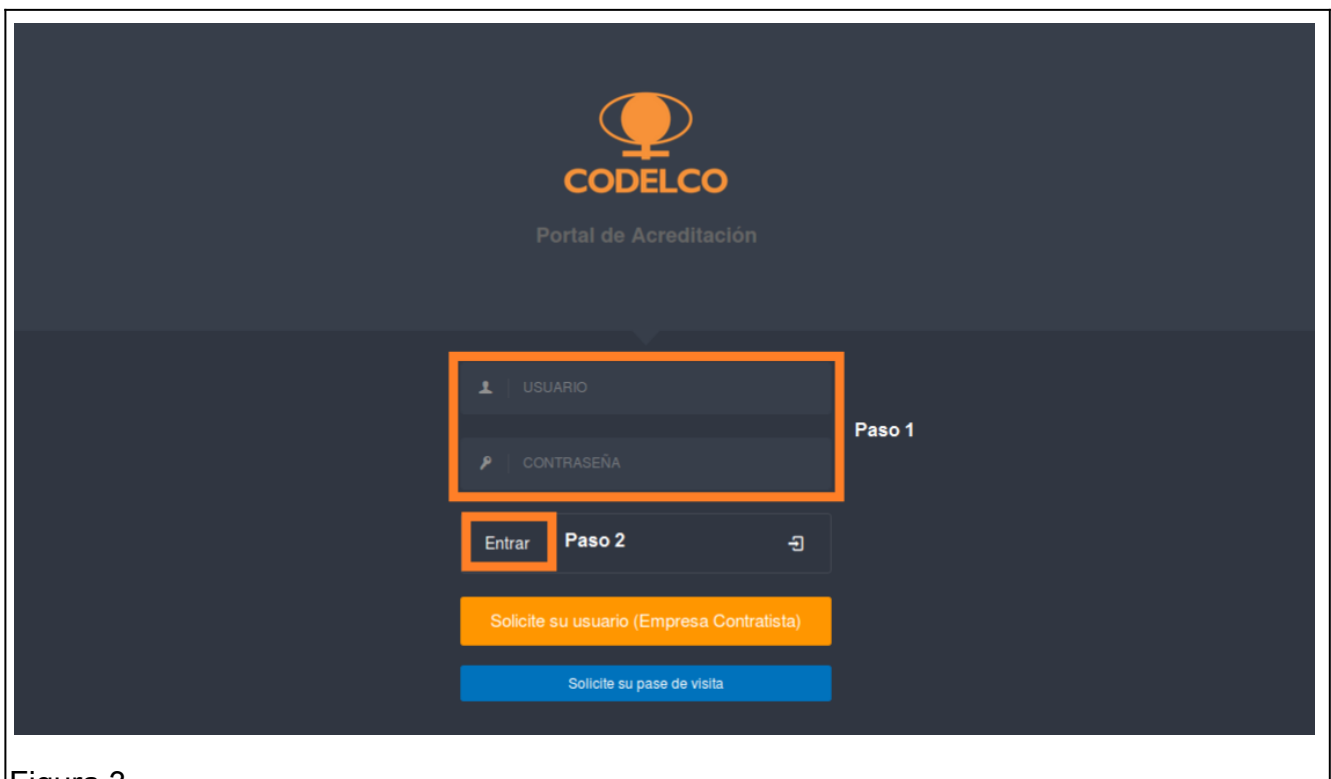 CODELCO
Portal de Acreditación
USUARIO
Paso 1
CONTRASEÑA
Entrar
Paso 2
Solicite su usuario (Empresa Contratista)
Solicite su pase de visita